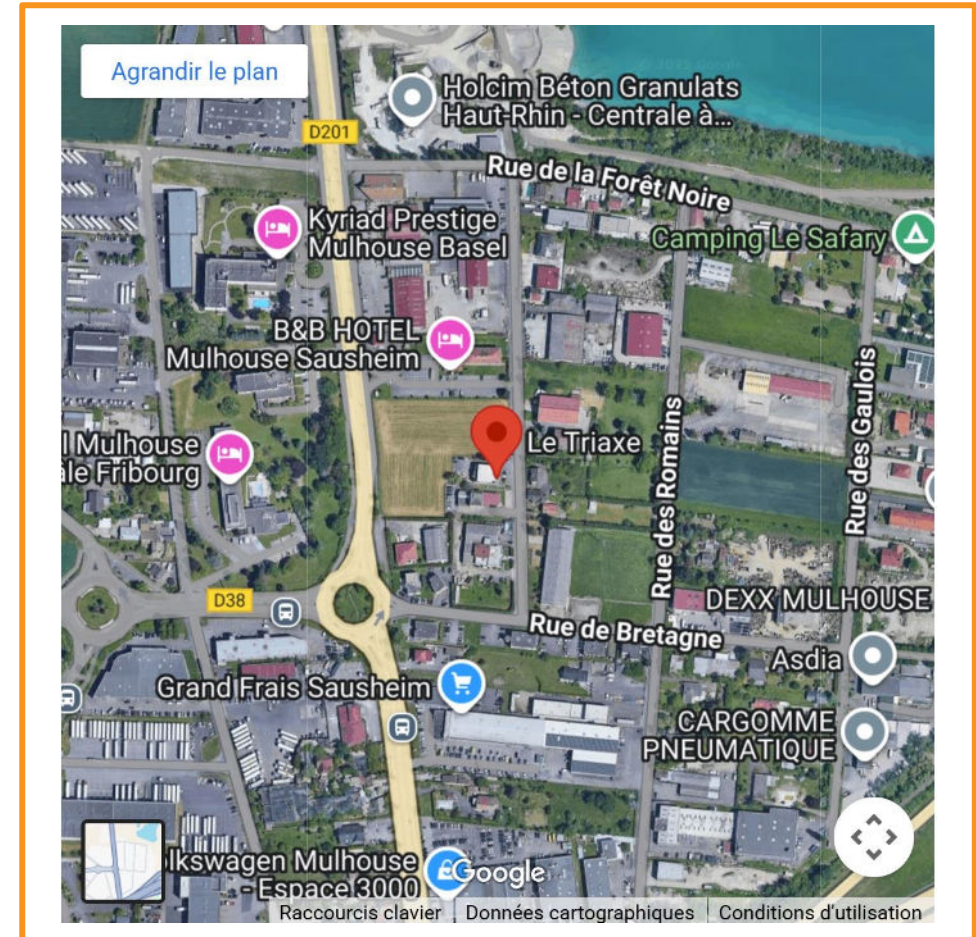 Agrandir le plan
Holcim Béton Granulats
Haut-Rhin - Centrale à...
D201
Rue de la Forêt Noire
Kyriad Prestige
Mulhouse Basel
Camping Le Safary
B&B HOTEL
Mulhouse Sausheim
Rue des Gaulois
l Mulhouse
le Fribourg
Le Triaxe
Rue des Romains
D38
DEXX MULHOUSE
Rue de Bretagne
Asdia
Grand Frais Sausheim
CARGOMME
PNEUMATIQUE
lkswagen Mulhouse
- Espace 3000
Google
Raccourcis clavier
Données cartographiques
Conditions d'utilisation